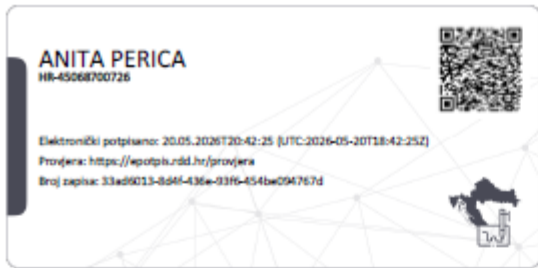 ANITA PERICA
HR-45068700726
Elektronički potpisano: 20.05.2026T20:42:25 (UTC:2026-05-20T18:42:25Z)
Provjera: https://epotpis.rdd.hr/provjera
Broj zapisa: 33ad6013-8d4f-436e-93f6-454be094767d